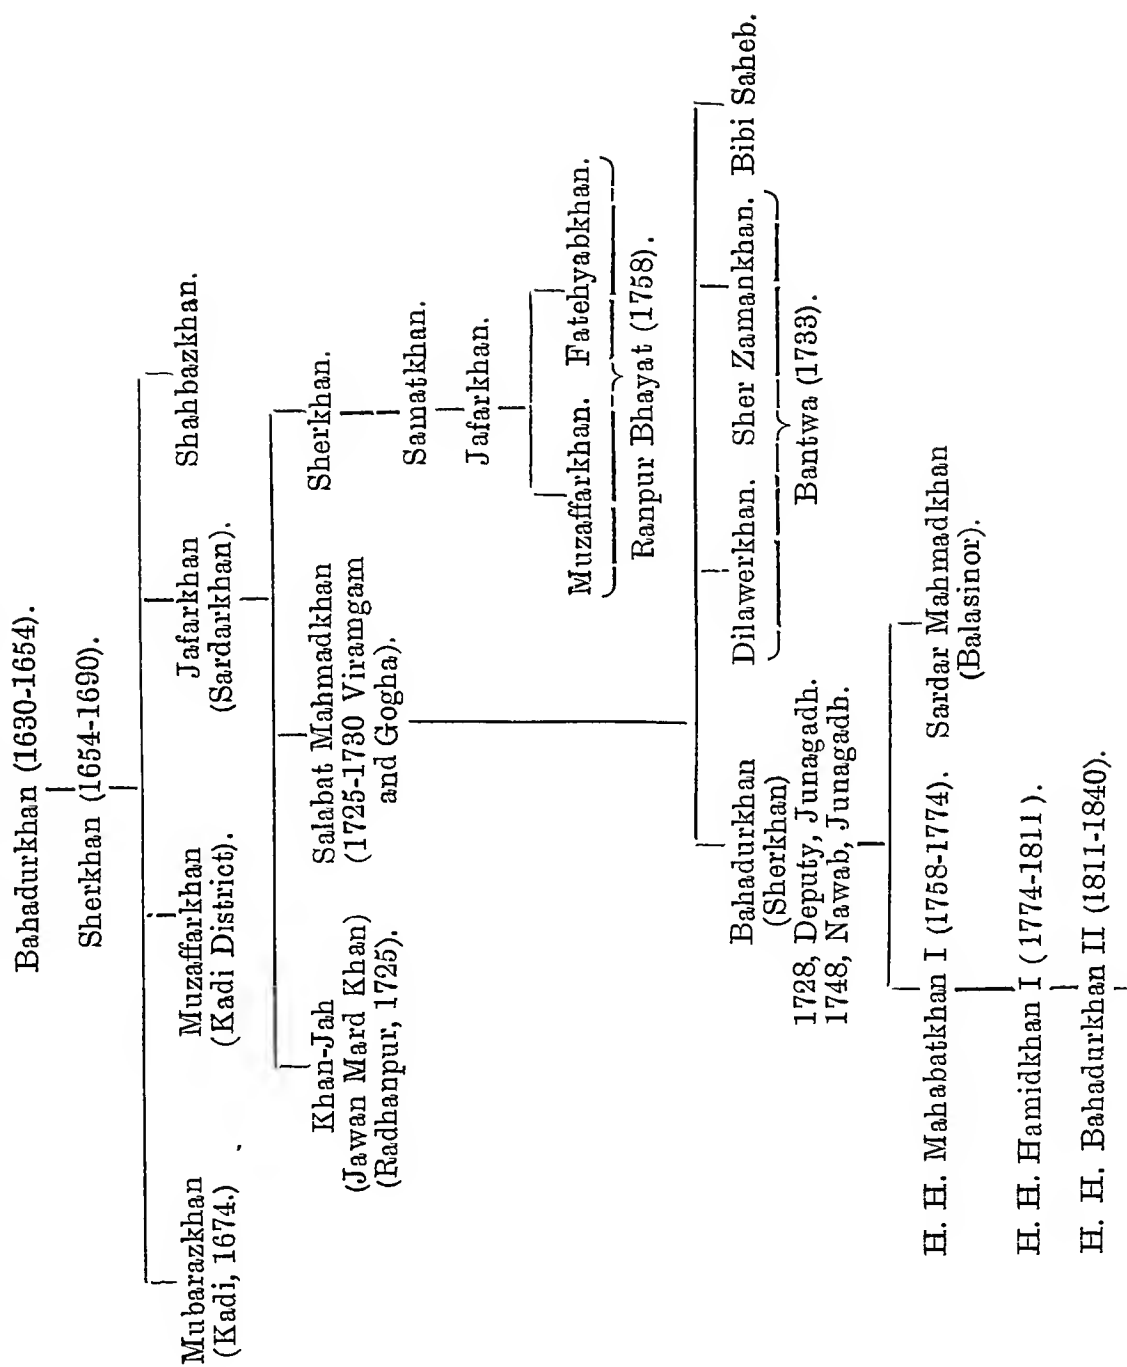 Bahadurkhan (1630-1654).
Sherkhan (1654-1690).
Mubarazkhan
(Kadi, 1674.)
Muzaffarkhan
(Kadi District).
Jafarkhan
(Sardarkhan).
Shahbazkhan.
Khan-Jah
(Jawan Mard Khan)
(Radhanpur, 1725).
Salabat Mahmadkhan
(1725-1730 Viramgam
and Gogha).
Sherkhan.
Samatkhan.
Jafarkhan.
Muzaffarkhan. Fatehyabkhan.
Ranpur Bhayat (1758).
Bahadurkhan
(Sherkhan)
1728, Deputy, Junagadh.
1748, Nawab, Junagadh.
Dilawerkhan. Sher Zamankhan. Bibi Saheb.
Bantwa (1733).
H. H. Mahabatkhan I (1758-1774). Sardar Mahmadkhan
(Balasinor).
H. H. Hamidkhan I (1774-1811).
H. H. Bahadurkhan II (1811-1840).